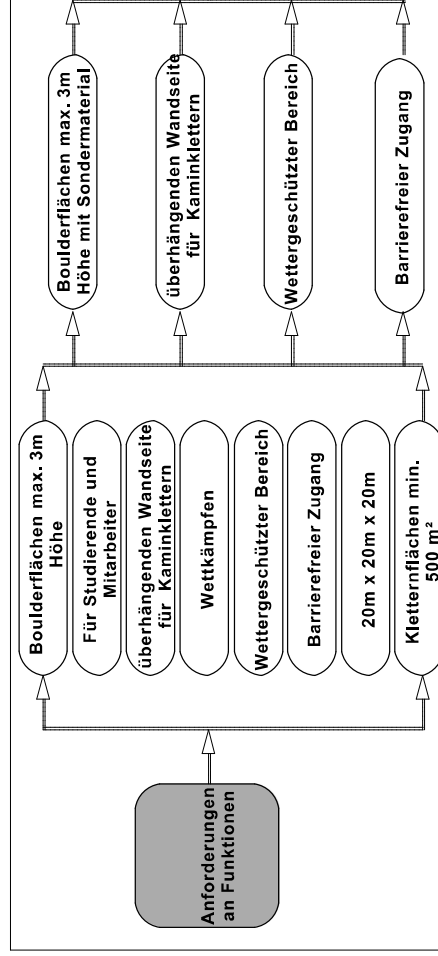 Anforderungen
an Funktionen
Boulderflächen max. 3m
Höhe
Für Studierende und
Mitarbeiter
überhängenden Wandseite
für Kaminklettern
Wettkämpfen
Wettergeschützter Bereich
Barrierefreier Zugang
20m x 20m x 20m
Kletternflächen min.
500 m²
Boulderflächen max. 3m
Höhe mit Sondermaterial
überhängenden Wandseite
für Kaminklettern
Wettergeschützter Bereich
Barrierefreier Zugang